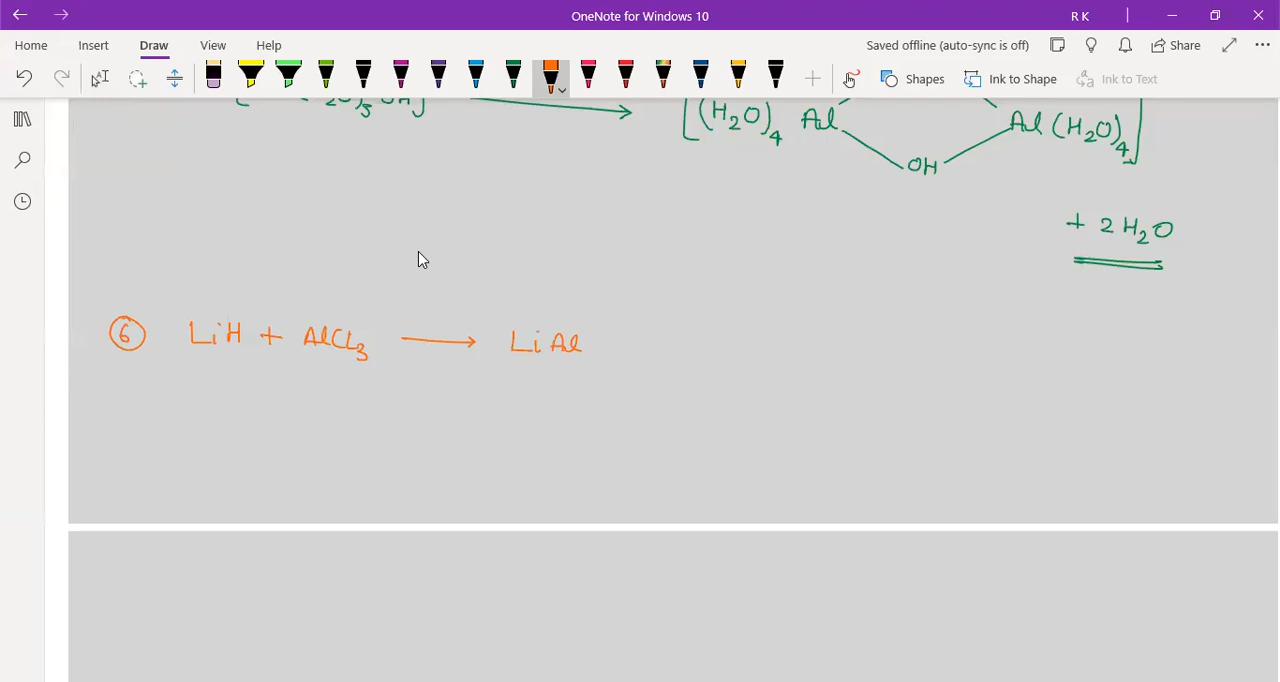 OneNote for Windows 10
R K
Home Insert Draw View Help
Saved offline (auto-sync is off) Share
Shapes Ink to Shape Ink to Text
[(H₂O)₄ Al Al (H₂O)₄]
OH
+ 2 H₂O
⑥ LiH + AlCl₃ ⟶ LiAl